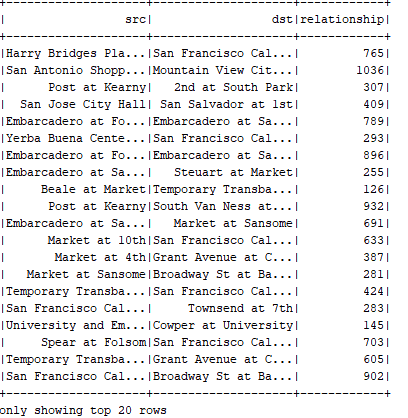 +--------------------+--------------------+------------+
|                 src|                 dst|relationship|
+--------------------+--------------------+------------+
|Harry Bridges Pla...|San Francisco Cal...|         765|
|San Antonio Shopp...|Mountain View Cit...|        1036|
|      Post at Kearny|   2nd at South Park|         307|
|  San Jose City Hall| San Salvador at 1st|         409|
|Embarcadero at Fo...|Embarcadero at Sa...|         789|
|Yerba Buena Cente...|San Francisco Cal...|         293|
|Embarcadero at Fo...|Embarcadero at Sa...|         896|
|Embarcadero at Sa...|   Steuart at Market|         255|
|     Beale at Market|Temporary Transba...|         126|
|      Post at Kearny|South Van Ness at...|         932|
|Embarcadero at Sa...|   Market at Sansome|         691|
|      Market at 10th|San Francisco Cal...|         633|
|       Market at 4th|Grant Avenue at C...|         387|
|   Market at Sansome|Broadway St at Ba...|         281|
|Temporary Transba...|San Francisco Cal...|         424|
|San Francisco Cal...|     Townsend at 7th|         283|
|University and Em...|Cowper at University|         145|
|     Spear at Folsom|San Francisco Cal...|         703|
|Temporary Transba...|Grant Avenue at C...|         605|
|San Francisco Cal...|Broadway St at Ba...|         902|
+--------------------+--------------------+------------+
only showing top 20 rows